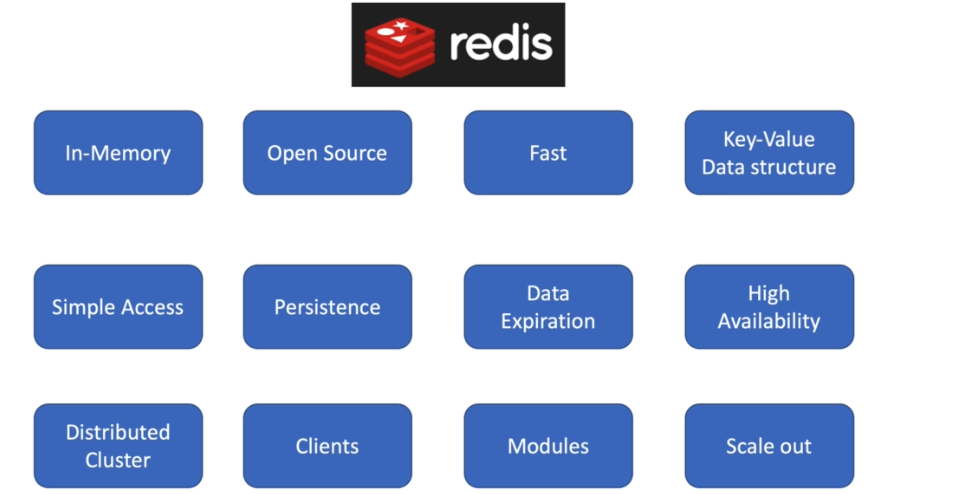 redis
In-Memory
Open Source
Fast
Key-Value
Data structure
Simple Access
Persistence
Data
Expiration
High
Availability
Distributed
Cluster
Clients
Modules
Scale out